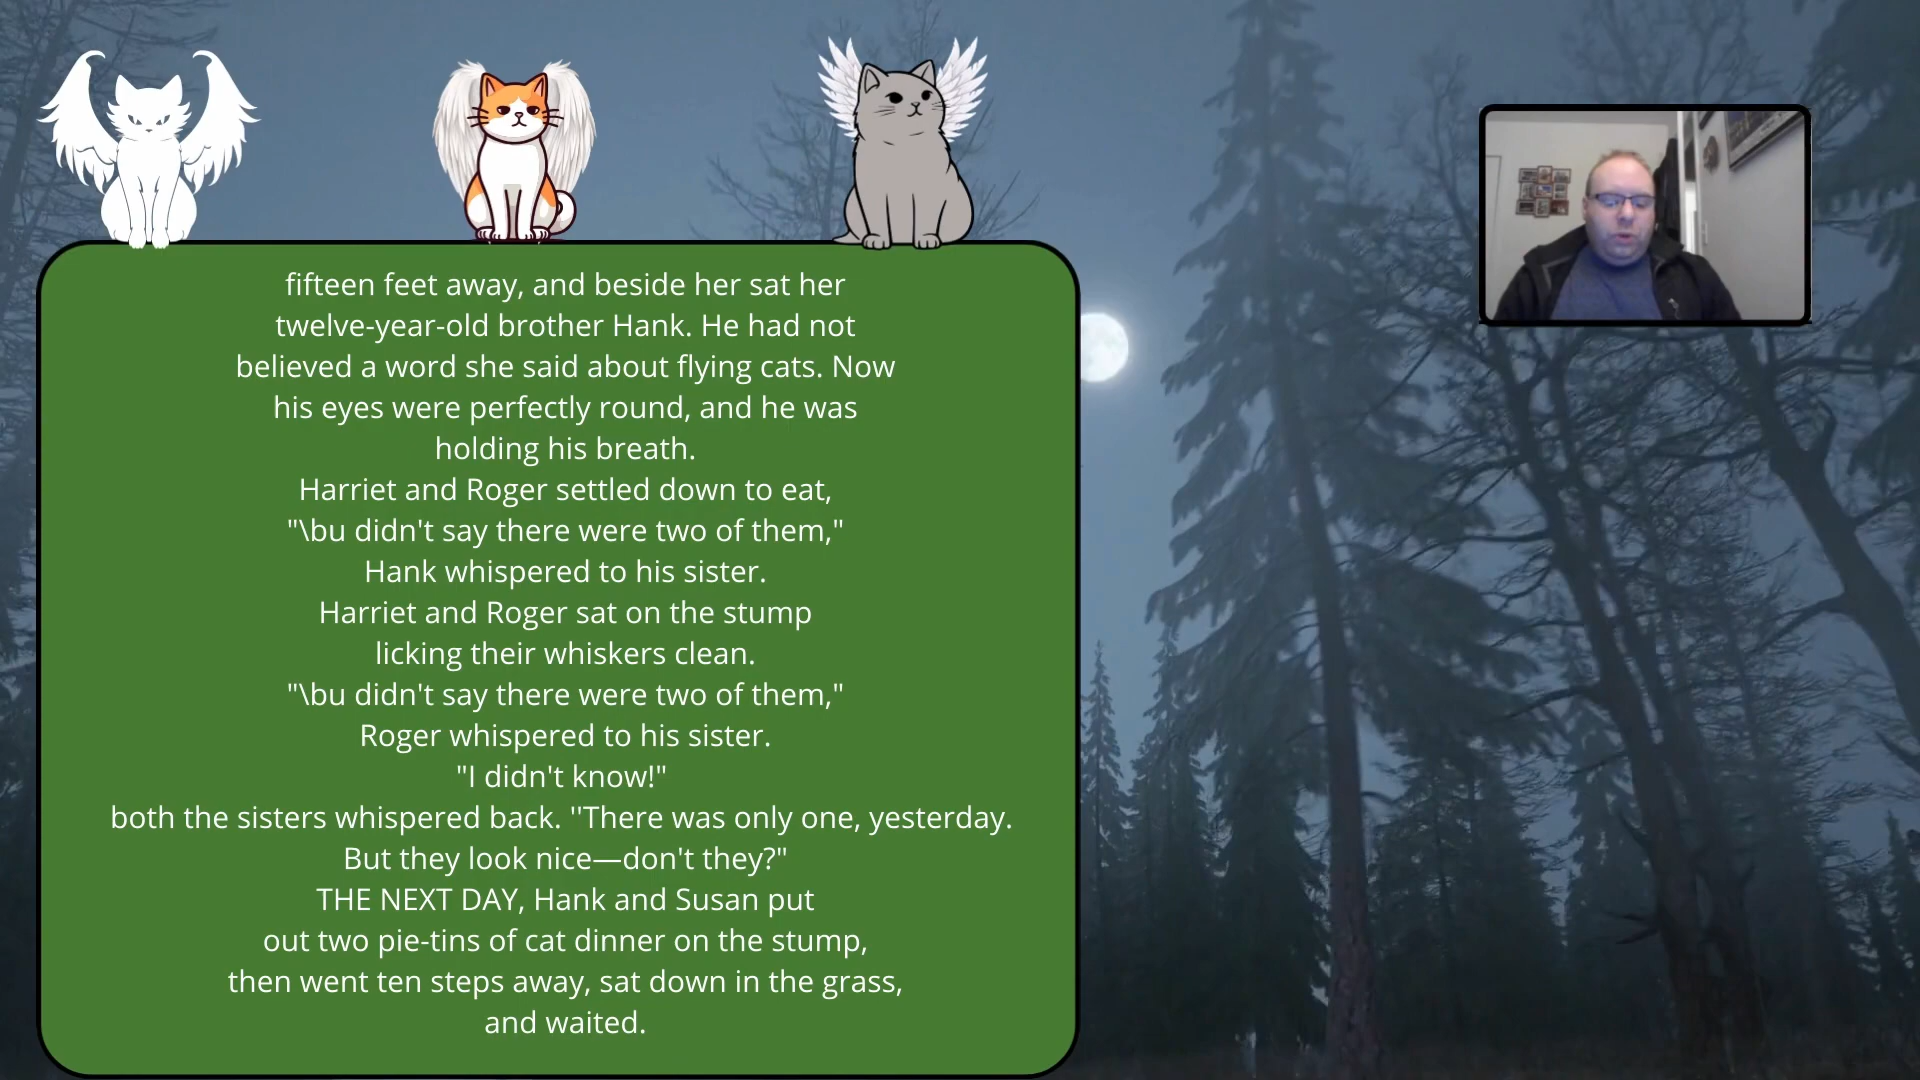 fifteen feet away, and beside her sat her
twelve-year-old brother Hank. He had not
believed a word she said about flying cats. Now
his eyes were perfectly round, and he was
holding his breath.
Harriet and Roger settled down to eat,
"\bu didn't say there were two of them,"
Hank whispered to his sister.
Harriet and Roger sat on the stump
licking their whiskers clean.
"\bu didn't say there were two of them,"
Roger whispered to his sister.
"I didn't know!"
both the sisters whispered back. ''There was only one, yesterday.
But they look nice—don't they?"
THE NEXT DAY, Hank and Susan put
out two pie-tins of cat dinner on the stump,
then went ten steps away, sat down in the grass,
and waited.